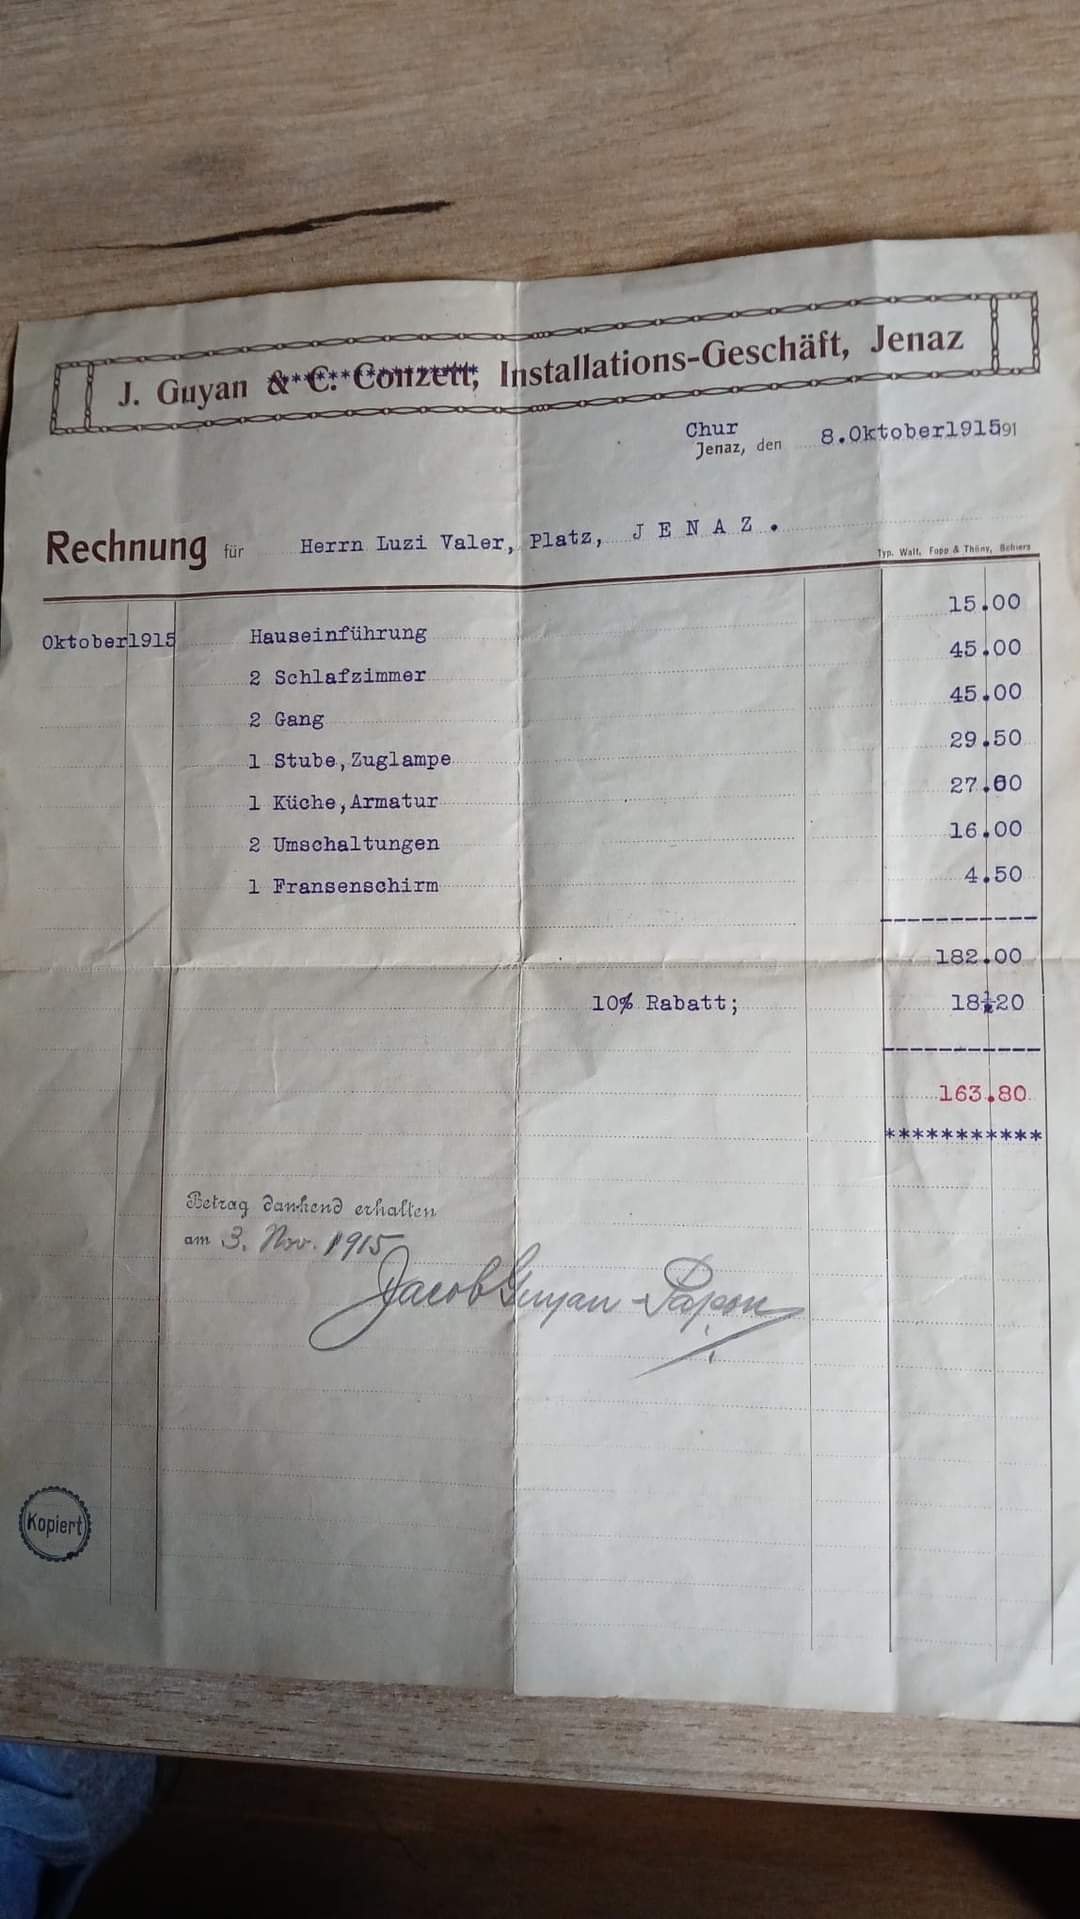 J. Guyan & C. Conzett, Installations-Geschäft, Jenaz
Chur
Jenaz, den 8.Oktober1915 191
Rechnung für Herrn Luzi Valer, Platz, J E N A Z .
Typ. Walt, Fopp & Thöny, Schiers
Oktober1915 Hauseinführung 15.00
2 Schlafzimmer 45.00
2 Gang 45.00
1 Stube,Zuglampe 29.50
1 Küche,Armatur 27.00
2 Umschaltungen 16.00
1 Fransenschirm 4.50
182.00
10% Rabatt; 18.20
163.80
***********
Betrag dankend erhalten
am 3. Nov. 1915
Jacob Guyan-Papon
Kopiert